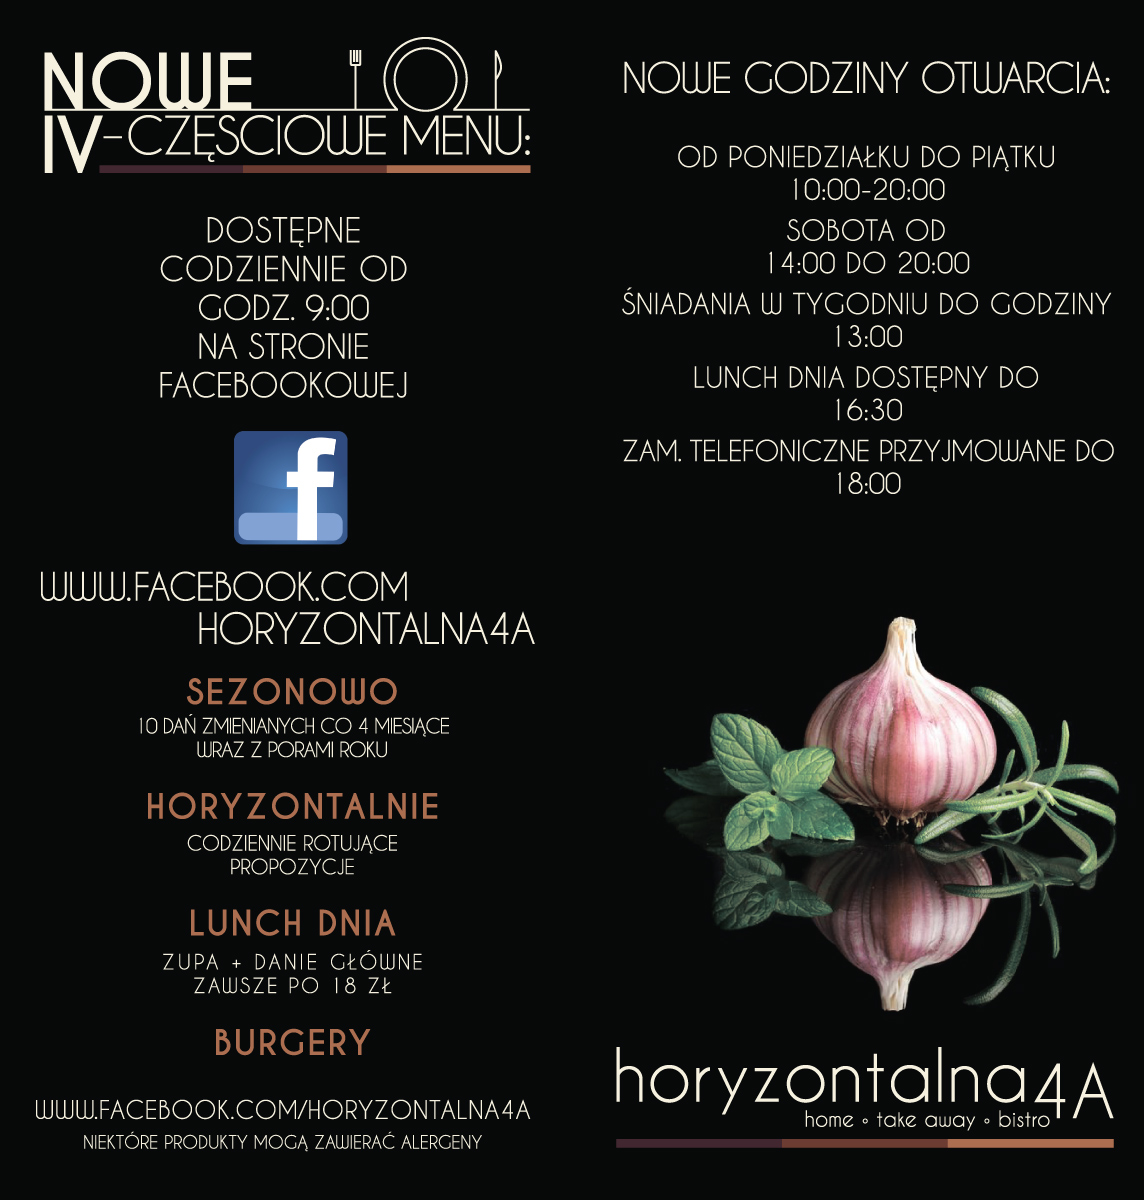 NOWE
IV-CZĘSCIOWE MENU:
DOSTĘPNE
CODZIENNIE OD
GODZ. 9:00
NA STRONIE
FACEBOOKOWEJ
f
WWW.FACEBOOK.COM
HORYZONTALNA4A
SEZONOWO
10 DAŃ ZMIENIANYCH CO 4 MIESIĄCE
WRAZ Z PORAMI ROKU
HORYZONTALNIE
CODZIENNIE ROTUJĄCE
PROPOZYCJE
LUNCH DNIA
ZUPA + DANIE GŁÓWNE
ZAWSZE PO 18 ZŁ
BURGERY
WWW.FACEBOOK.COM/HORYZONTALNA4A
NIEKTÓRE PRODUKTY MOGĄ ZAWIERAĆ ALERGENY
NOWE GODZINY OTWARCIA:
OD PONIEDZIAŁKU DO PIĄTKU
10:00-20:00
SOBOTA OD
14:00 DO 20:00
ŚNIADANIA W TYGODNIU DO GODZINY
13:00
LUNCH DNIA DOSTĘPNY DO
16:30
ZAM. TELEFONICZNE PRZYJMOWANE DO
18:00
horyzontalna4A
home ∘ take away ∘ bistro